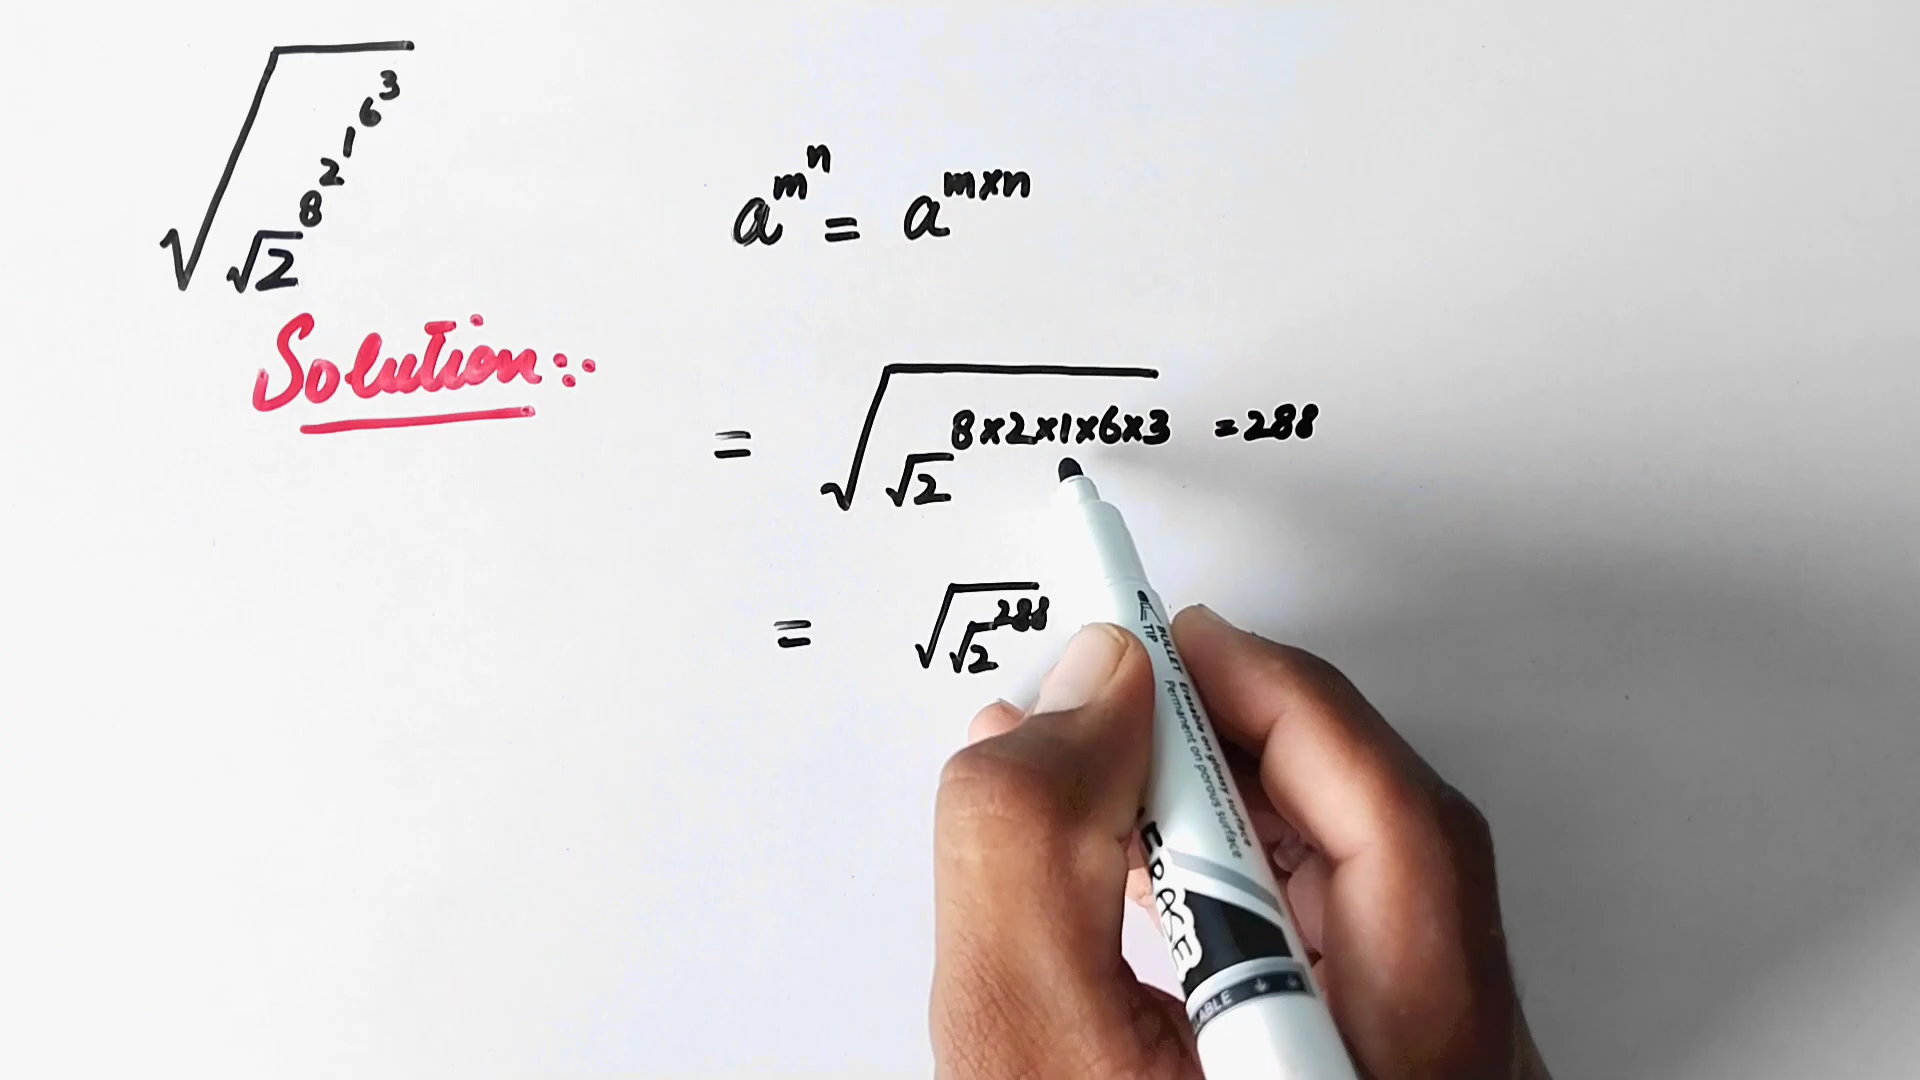 √(√2^8^2^1^6^3)
a^m^n = a^m×n
Solution:
= √(√2^8×2×1×6×3) = 288
= √(√2^288)
BULLET TIP
Erasable on glossy surface
Permanent on porous surface
ERASE